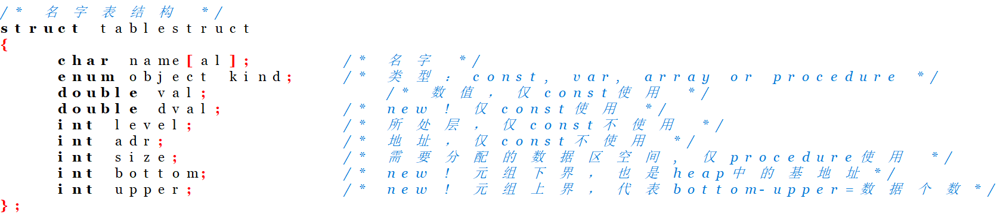 /* 名字表结构 */
struct tablestruct
{
char name[al]; /* 名字 */
enum object kind; /* 类型：const, var, array or procedure */
double val; /* 数值，仅const使用 */
double dval; /* new! 仅const使用 */
int level; /* 所处层，仅const不使用 */
int adr; /* 地址，仅const不使用 */
int size; /* 需要分配的数据区空间, 仅procedure使用 */
int bottom; /* new! 元组下界，也是heap中的基地址*/
int upper; /* new! 元组上界，代表bottom-upper=数据个数*/
};